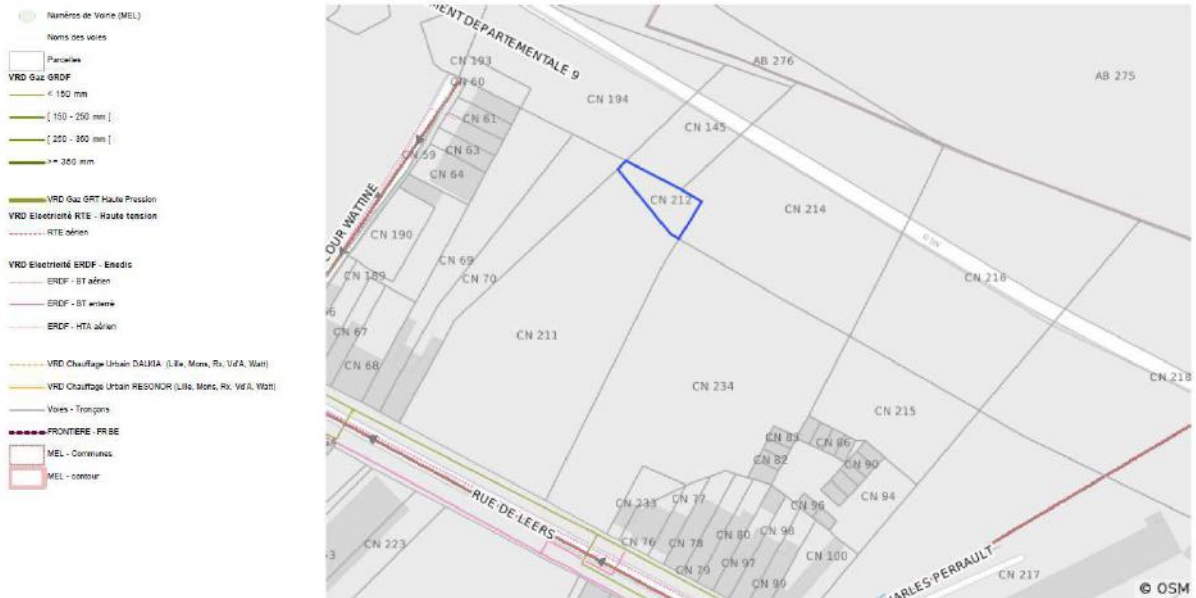 Numéros de Voirie (MEL)
Noms des voies
Parcelles
VRD Gaz GRDF
< 150 mm
[ 150 - 250 mm [
[ 250 - 350 mm [
>= 350 mm
VRD Gaz GRT Haute Pression
VRD Electricité RTE - Haute tension
RTE aérien
VRD Electricité ERDF - Enedis
ERDF - BT aérien
ERDF - BT enterré
ERDF - HTA aérien
VRD Chauffage Urbain DALKIA (Lille, Mons, Rx, Vd'A, Watt)
VRD Chauffage Urbain RESONOR (Lille, Mons, Rx, Vd'A, Watt)
Voies - Tronçons
FRONTIERE - FR BE
MEL - Communes
MEL - contour
MENT DEPARTEMENTALE 9
CN 193
CN 60
CN 194
AB 276
AB 275
CN 61
CN 145
CN 59
CN 63
CN 64
CN 212
CN 214
OUR WATTINE
CN 190
CN 69
CN 70
CN 189
CN 216
CN 67
CN 211
CN 68
CN 218
CN 234
CN 215
CN 83
CN 86
CN 82
CN 90
CN 94
RUE DE LEERS
CN 233
CN 77
CN 96
CN 76
CN 78
CN 80
CN 98
CN 223
CN 79
CN 97
CN 100
CN 99
HARLES PERRAULT
CN 217
© OSM